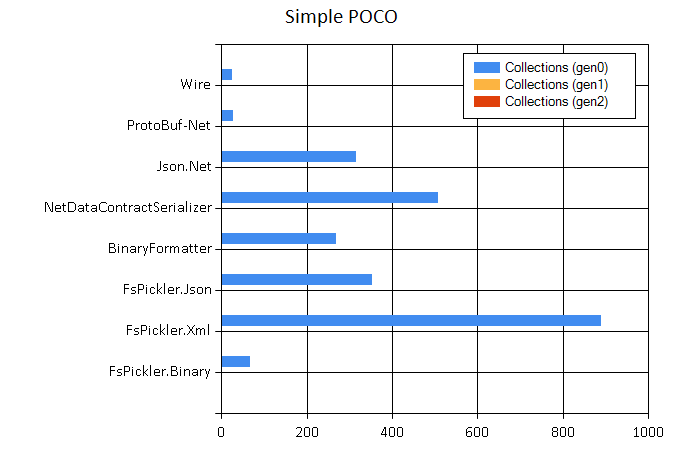 Simple POCO
Collections (gen0)
Collections (gen1)
Collections (gen2)
Wire
ProtoBuf-Net
Json.Net
NetDataContractSerializer
BinaryFormatter
FsPickler.Json
FsPickler.Xml
FsPickler.Binary
0 200 400 600 800 1000